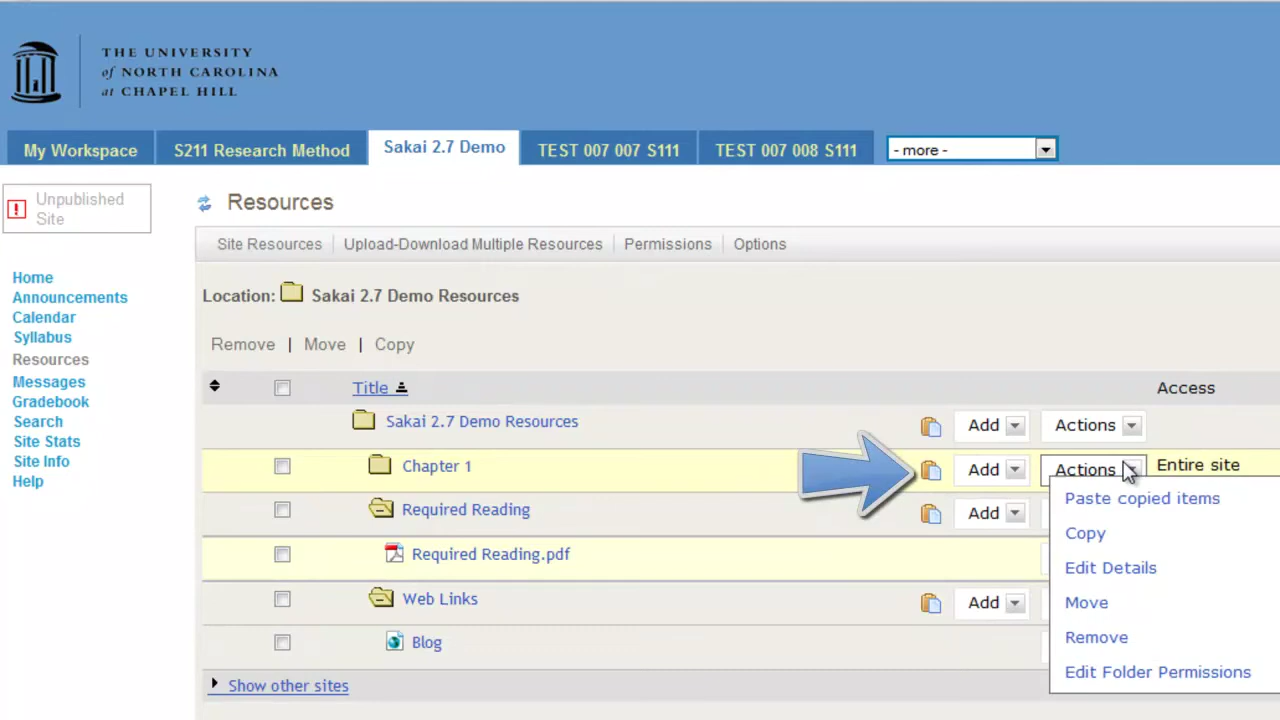 THE UNIVERSITY
of NORTH CAROLINA
at CHAPEL HILL
My Workspace S211 Research Method Sakai 2.7 Demo TEST 007 007 S111 TEST 007 008 S111 - more -
! Unpublished
Site
Resources
Site Resources Upload-Download Multiple Resources Permissions Options
Home
Announcements
Calendar
Syllabus
Resources
Messages
Gradebook
Search
Site Stats
Site Info
Help
Location: Sakai 2.7 Demo Resources
Remove | Move | Copy
Title Access
Sakai 2.7 Demo Resources Add Actions
Chapter 1 Add Actions Entire site
Required Reading Add
Required Reading.pdf
Web Links Add
Blog
Show other sites
Paste copied items
Copy
Edit Details
Move
Remove
Edit Folder Permissions